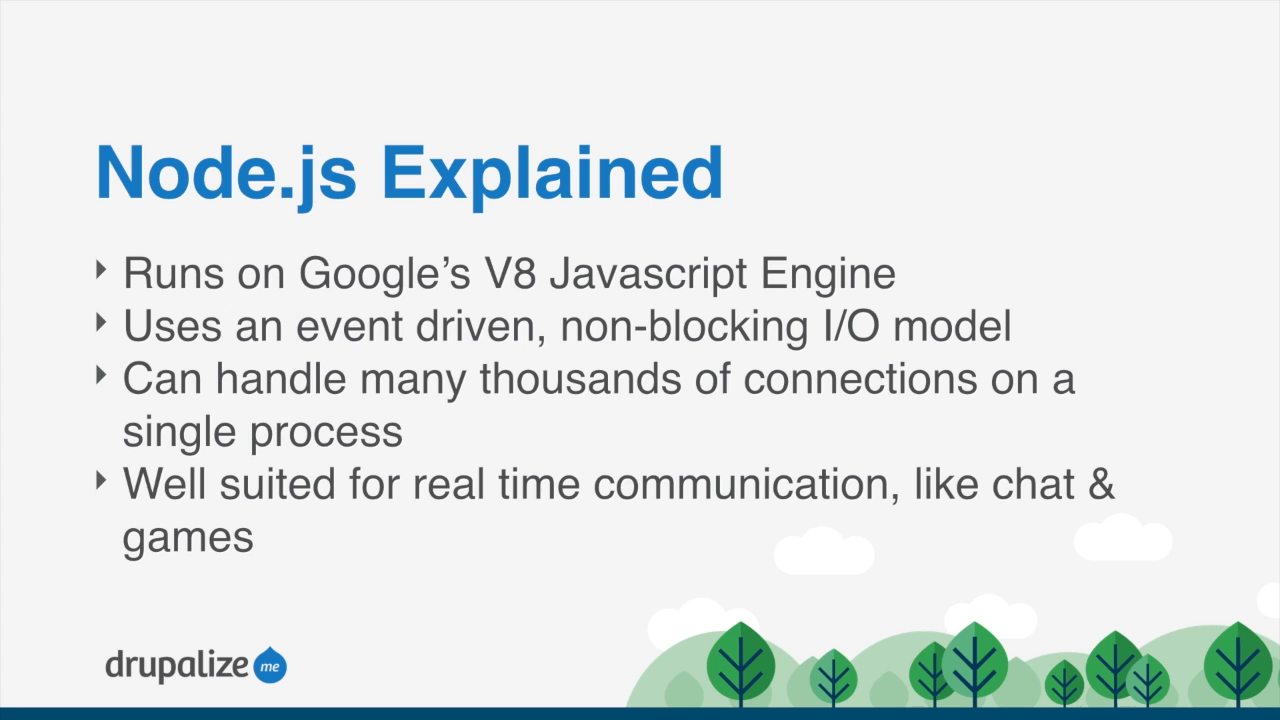 Node.js Explained
‣ Runs on Google’s V8 Javascript Engine
‣ Uses an event driven, non-blocking I/O model
‣ Can handle many thousands of connections on a
single process
‣ Well suited for real time communication, like chat &
games
drupalize me